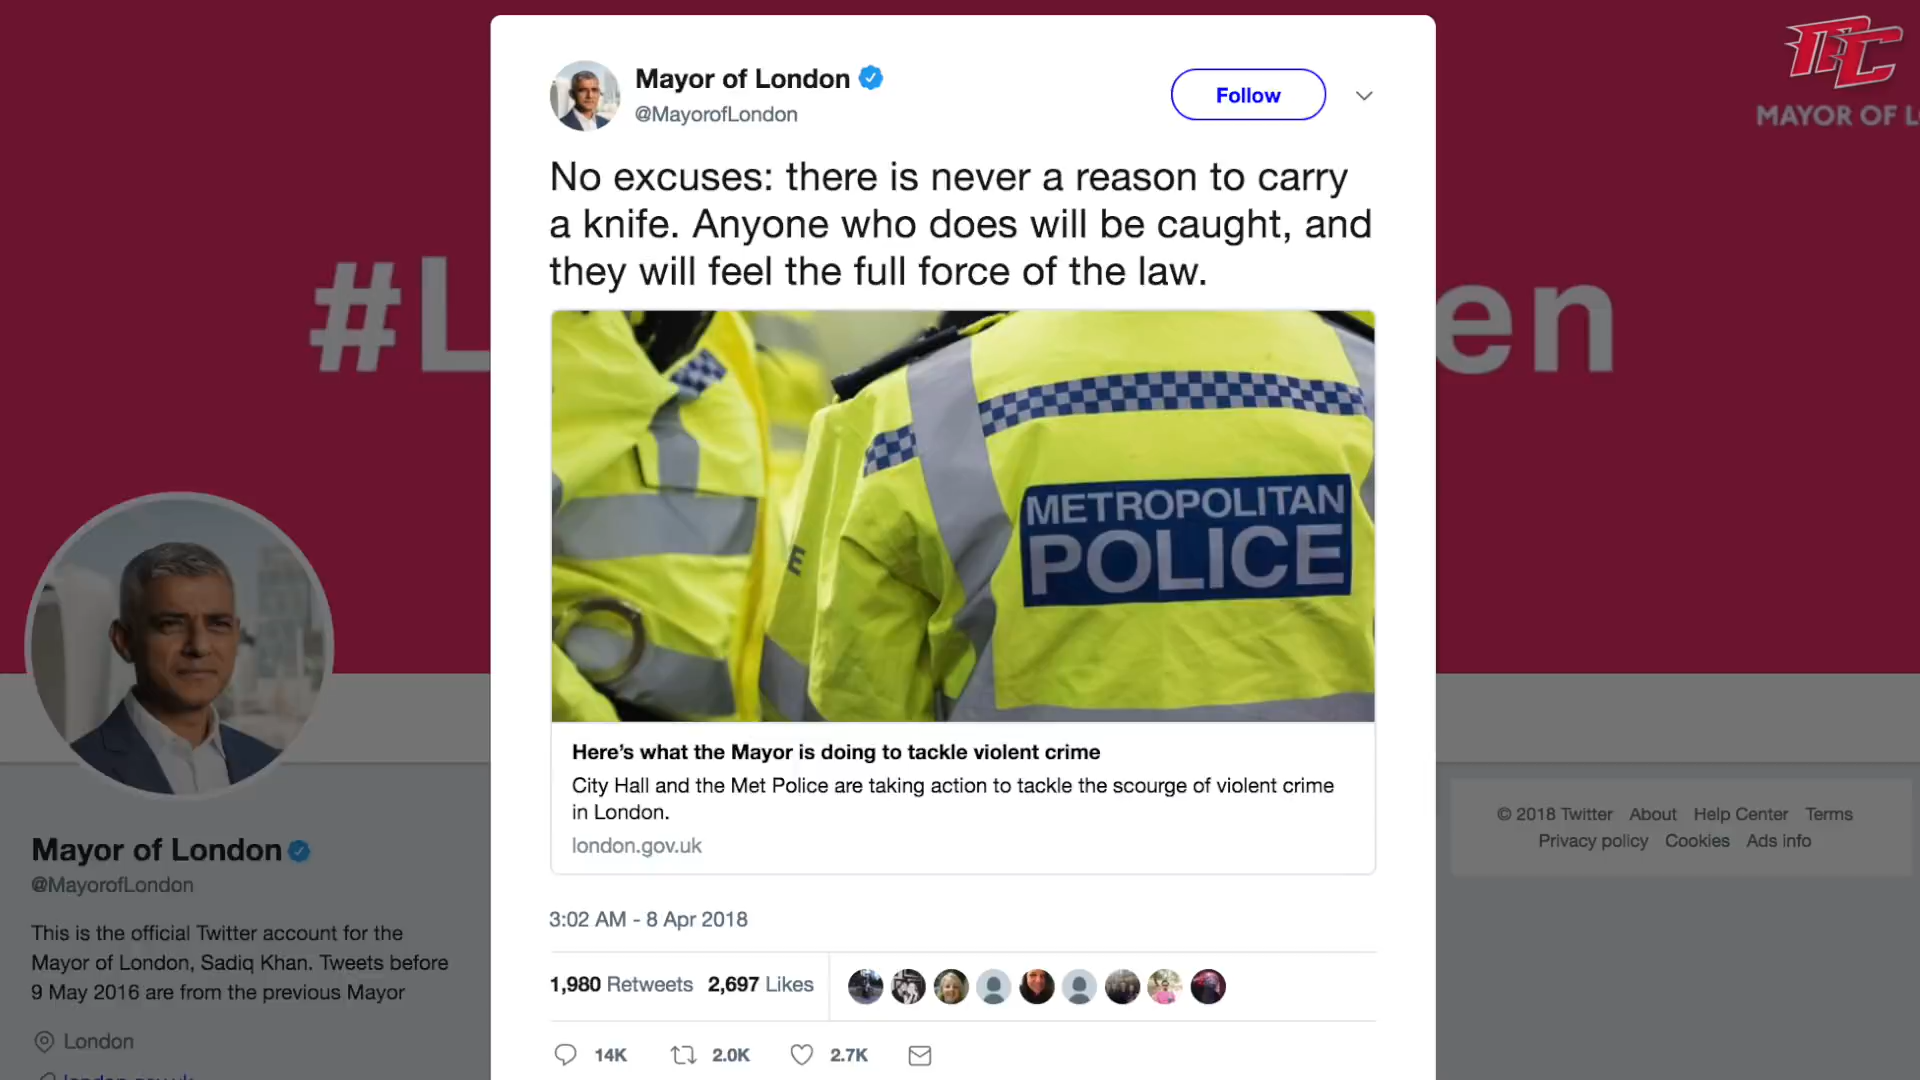 MC
MAYOR OF L
#L
en
Mayor of London
@MayorofLondon
Follow
No excuses: there is never a reason to carry
a knife. Anyone who does will be caught, and
they will feel the full force of the law.
E
METROPOLITAN
POLICE
Here's what the Mayor is doing to tackle violent crime
City Hall and the Met Police are taking action to tackle the scourge of violent crime
in London.
london.gov.uk
3:02 AM - 8 Apr 2018
1,980 Retweets 2,697 Likes
14K 2.0K 2.7K
Mayor of London
@MayorofLondon
This is the official Twitter account for the
Mayor of London, Sadiq Khan. Tweets before
9 May 2016 are from the previous Mayor
London
london.gov.uk
© 2018 Twitter About Help Center Terms
Privacy policy Cookies Ads info